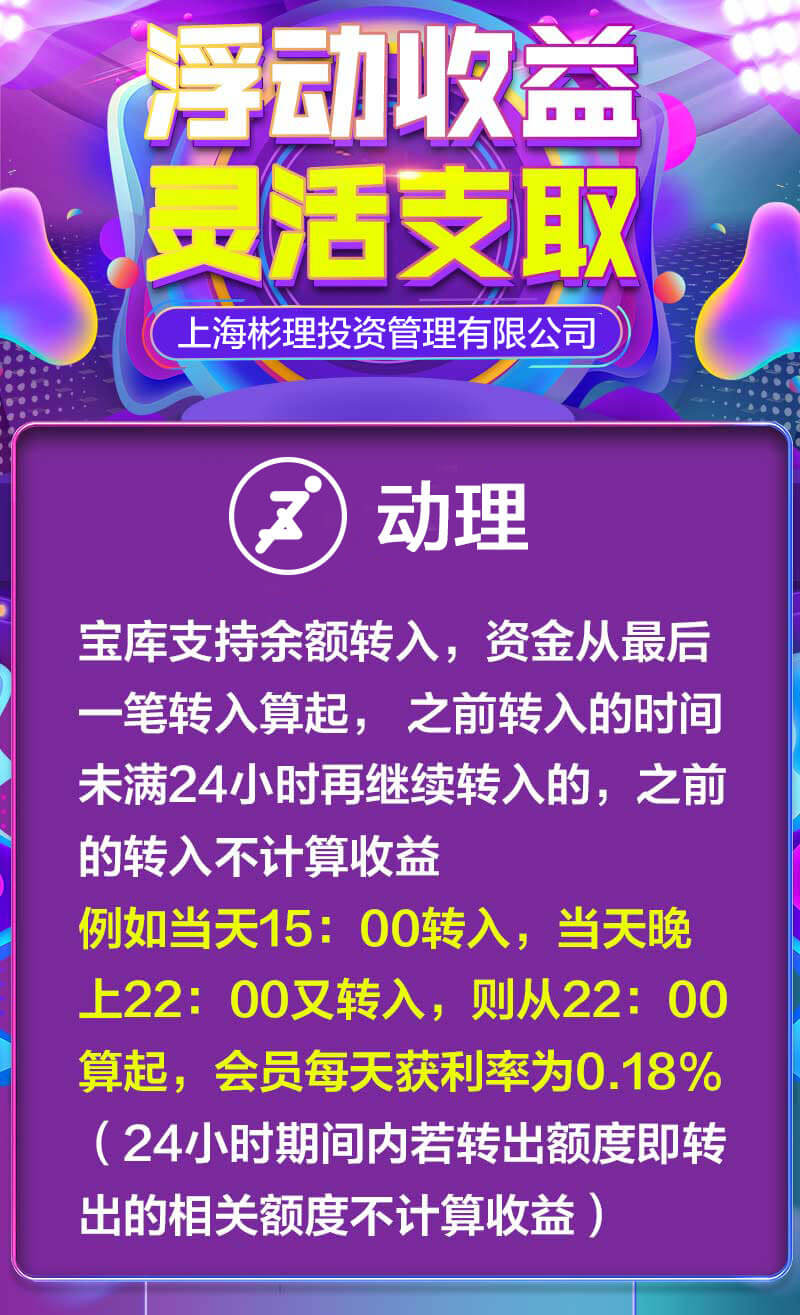 浮动收益
灵活支取
上海彬理投资管理有限公司
动理
宝库支持余额转入，资金从最后
一笔转入算起， 之前转入的时间
未满24小时再继续转入的，之前
的转入不计算收益
例如当天15：00转入，当天晚
上22：00又转入，则从22：00
算起，会员每天获利率为0.18%
（24小时期间内若转出额度即转
出的相关额度不计算收益）